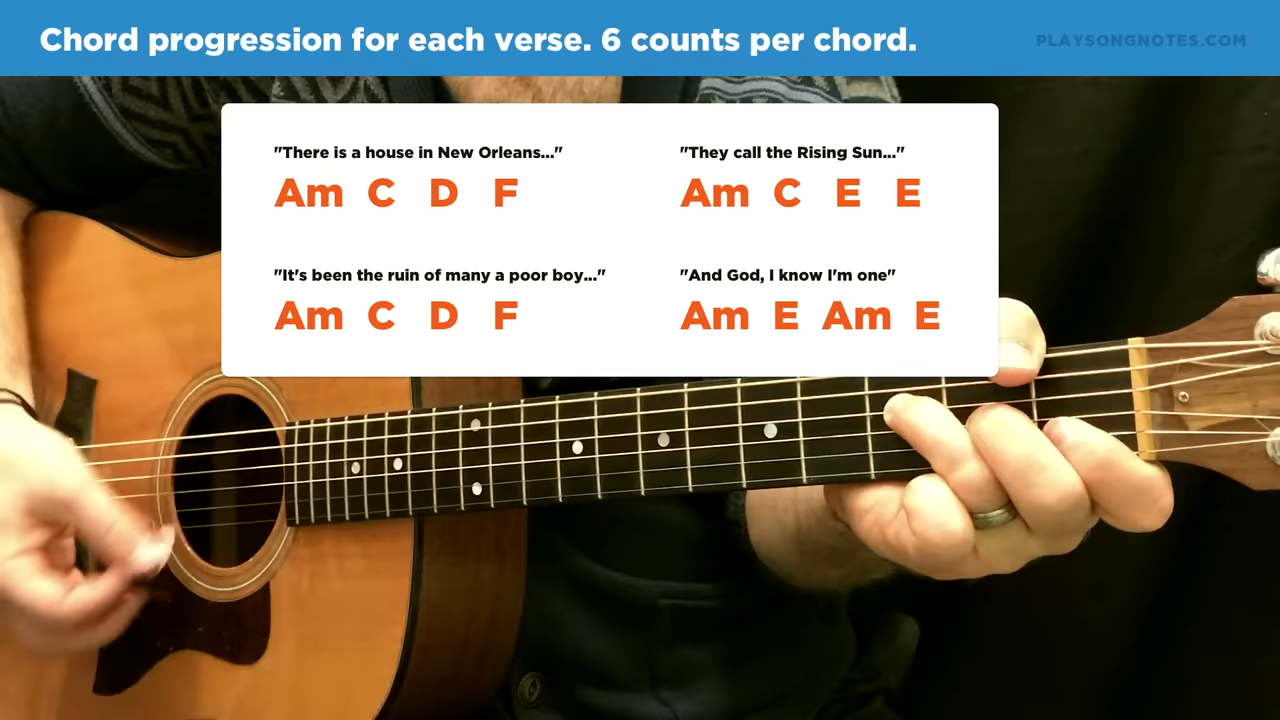 Chord progression for each verse. 6 counts per chord.
PLAYSONGNOTES.COM
"There is a house in New Orleans..."
Am C D F
"They call the Rising Sun..."
Am C E E
"It's been the ruin of many a poor boy..."
Am C D F
"And God, I know I'm one"
Am E Am E